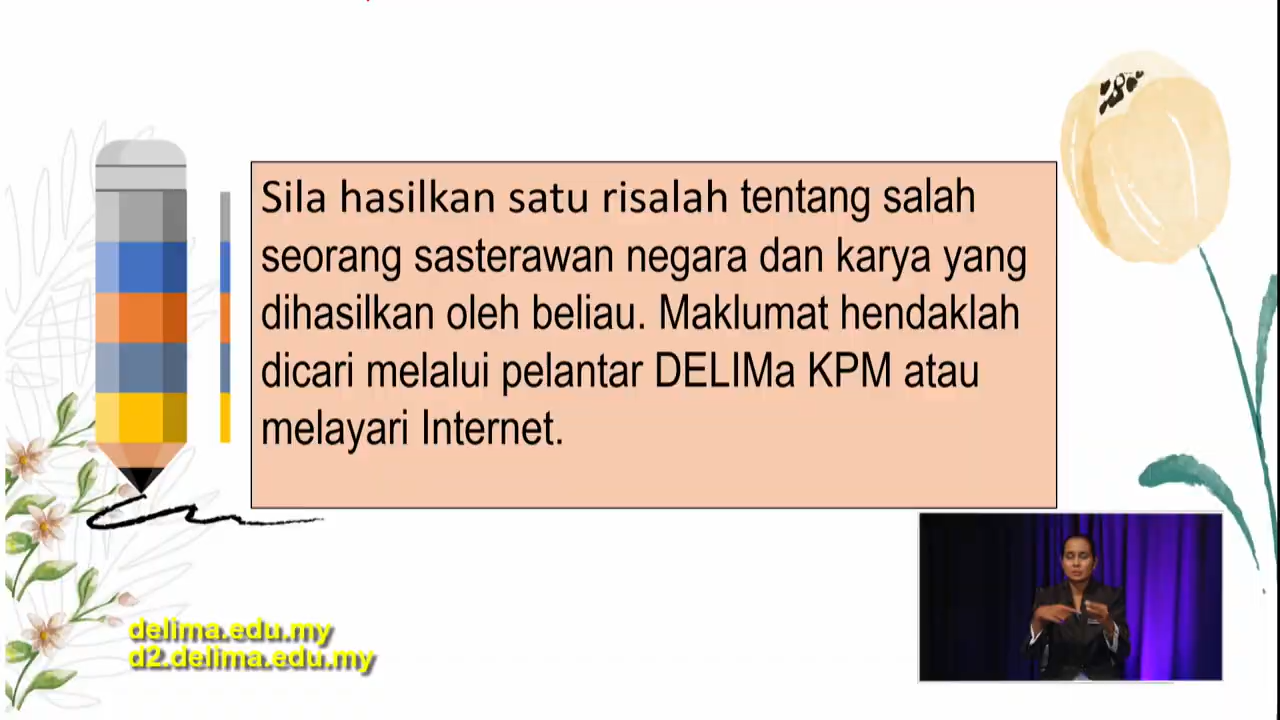 Sila hasilkan satu risalah tentang salah
seorang sasterawan negara dan karya yang
dihasilkan oleh beliau. Maklumat hendaklah
dicari melalui pelantar DELIMa KPM atau
melayari Internet.
delima.edu.my
d2.delima.edu.my